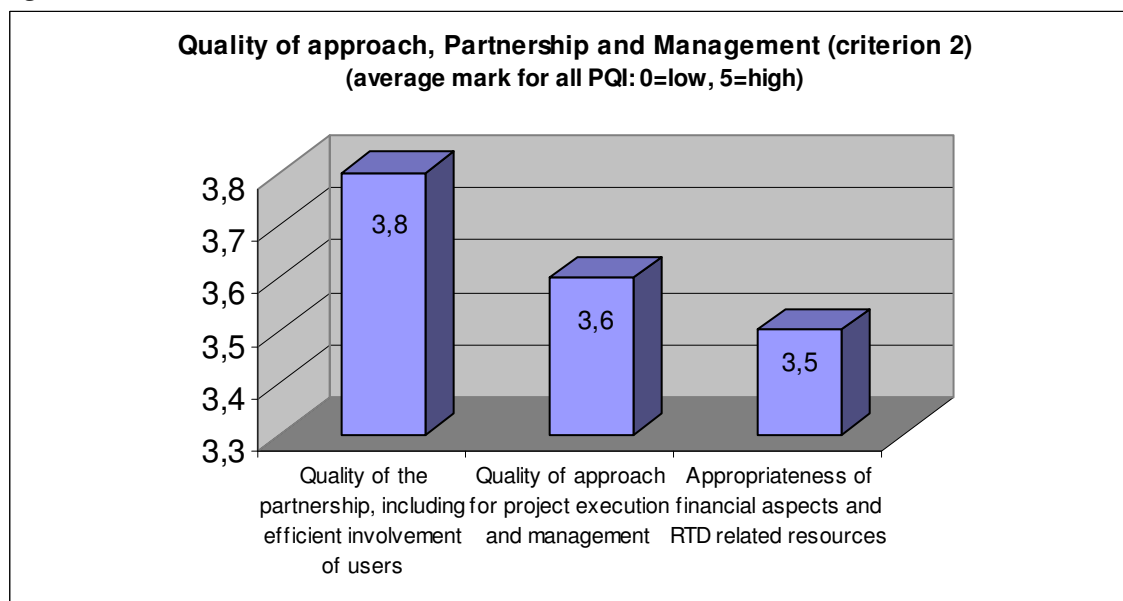 Quality of approach, Partnership and Management (criterion 2)
(average mark for all PQI: 0=low, 5=high)
3,8
3,7
3,6
3,5
3,4
3,3
3,8
3,6
3,5
Quality of the
partnership, including
efficient involvement
of users
Quality of approach
for project execution
and management
Appropriateness of
financial aspects and
RTD related resources